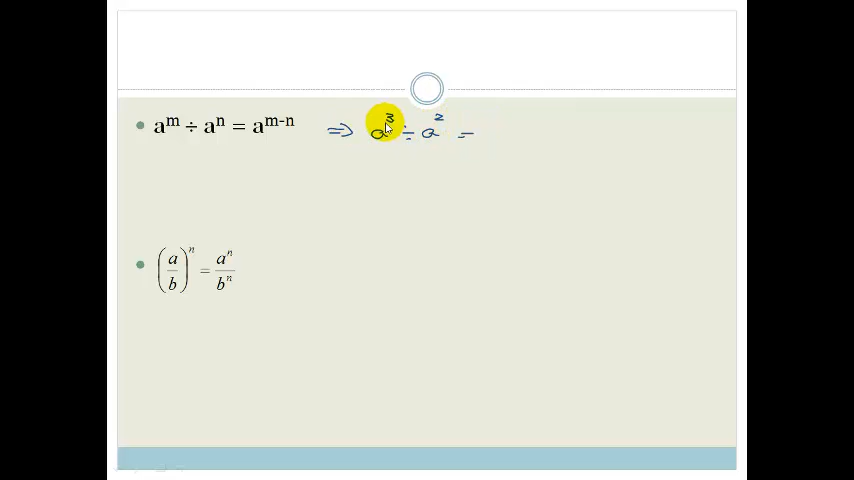 • aᵐ ÷ aⁿ = aᵐ⁻ⁿ ⇒ a³ ÷ a² =
• (a/b)ⁿ = aⁿ/bⁿ